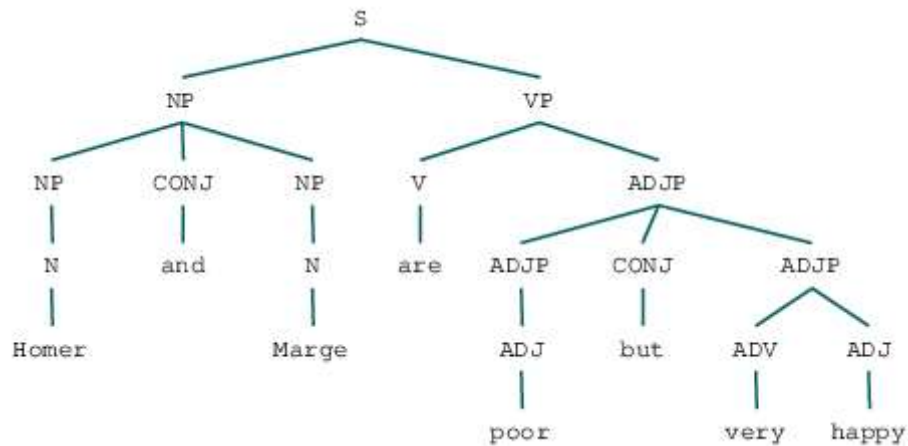 S
NP VP
NP CONJ NP V ADJP
N and N are ADJP CONJ ADJP
Homer Marge ADJ but ADV ADJ
poor very happy